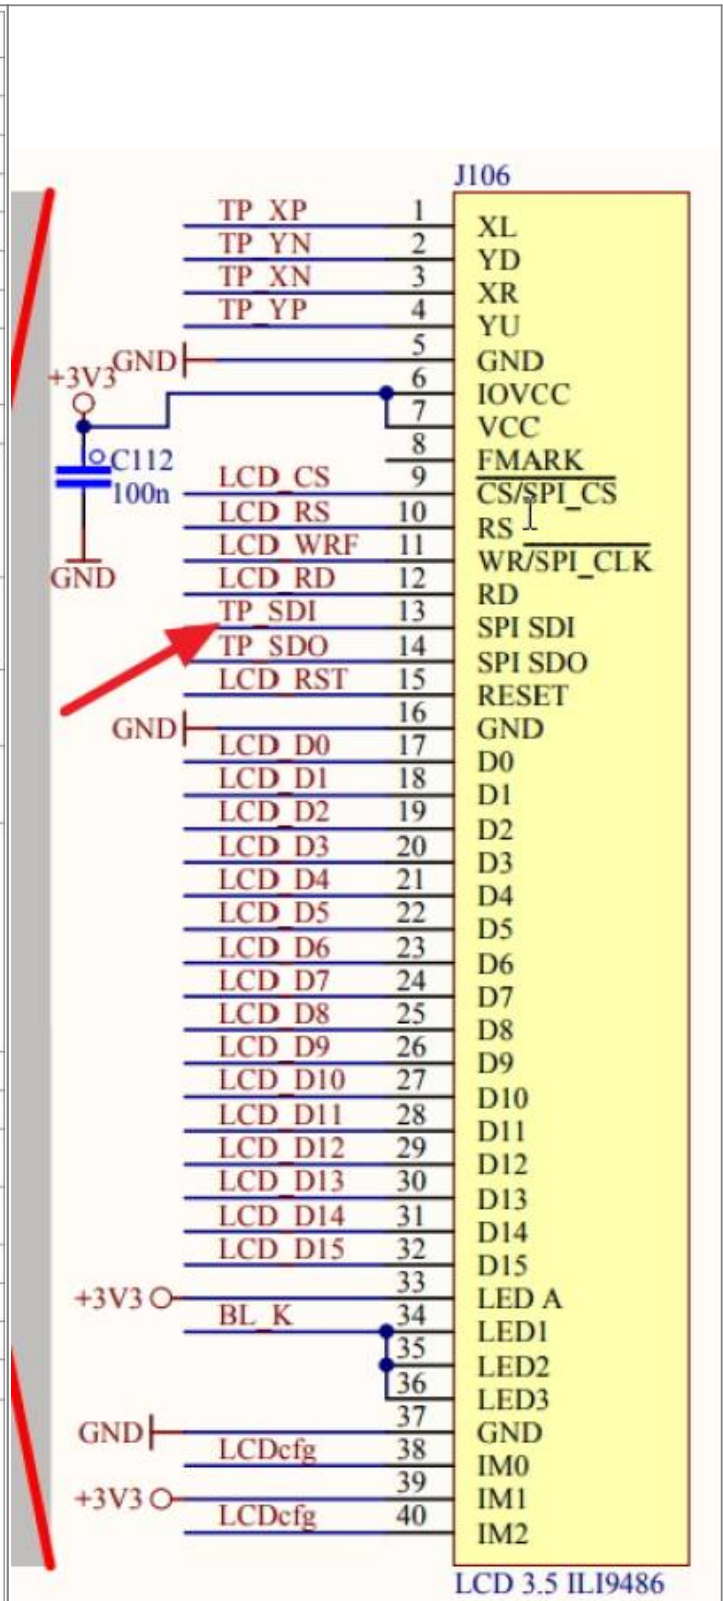 J106
TP_XP 1 XL
TP_YN 2 YD
TP_XN 3 XR
TP_YP 4 YU
GND 5 GND
+3V3 6 IOVCC
7 VCC
C112 8 FMARK
100n LCD_CS 9 CS/SPI_CS
LCD_RS 10 RS
LCD_WRF 11 WR/SPI_CLK
GND LCD_RD 12 RD
TP_SDI 13 SPI SDI
TP_SDO 14 SPI SDO
LCD_RST 15 RESET
GND 16 GND
LCD_D0 17 D0
LCD_D1 18 D1
LCD_D2 19 D2
LCD_D3 20 D3
LCD_D4 21 D4
LCD_D5 22 D5
LCD_D6 23 D6
LCD_D7 24 D7
LCD_D8 25 D8
LCD_D9 26 D9
LCD_D10 27 D10
LCD_D11 28 D11
LCD_D12 29 D12
LCD_D13 30 D13
LCD_D14 31 D14
LCD_D15 32 D15
+3V3 33 LED A
BL_K 34 LED1
35 LED2
36 LED3
GND 37 GND
LCDcfg 38 IM0
+3V3 39 IM1
LCDcfg 40 IM2
LCD 3.5 ILI9486